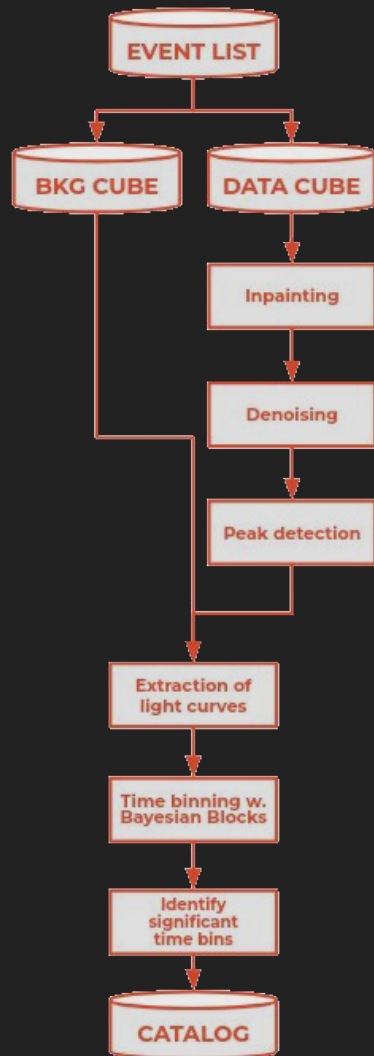 EVENT LIST
BKG CUBE
DATA CUBE
Inpainting
Denoising
Peak detection
Extraction of
light curves
Time binning w.
Bayesian Blocks
Identify
significant
time bins
CATALOG